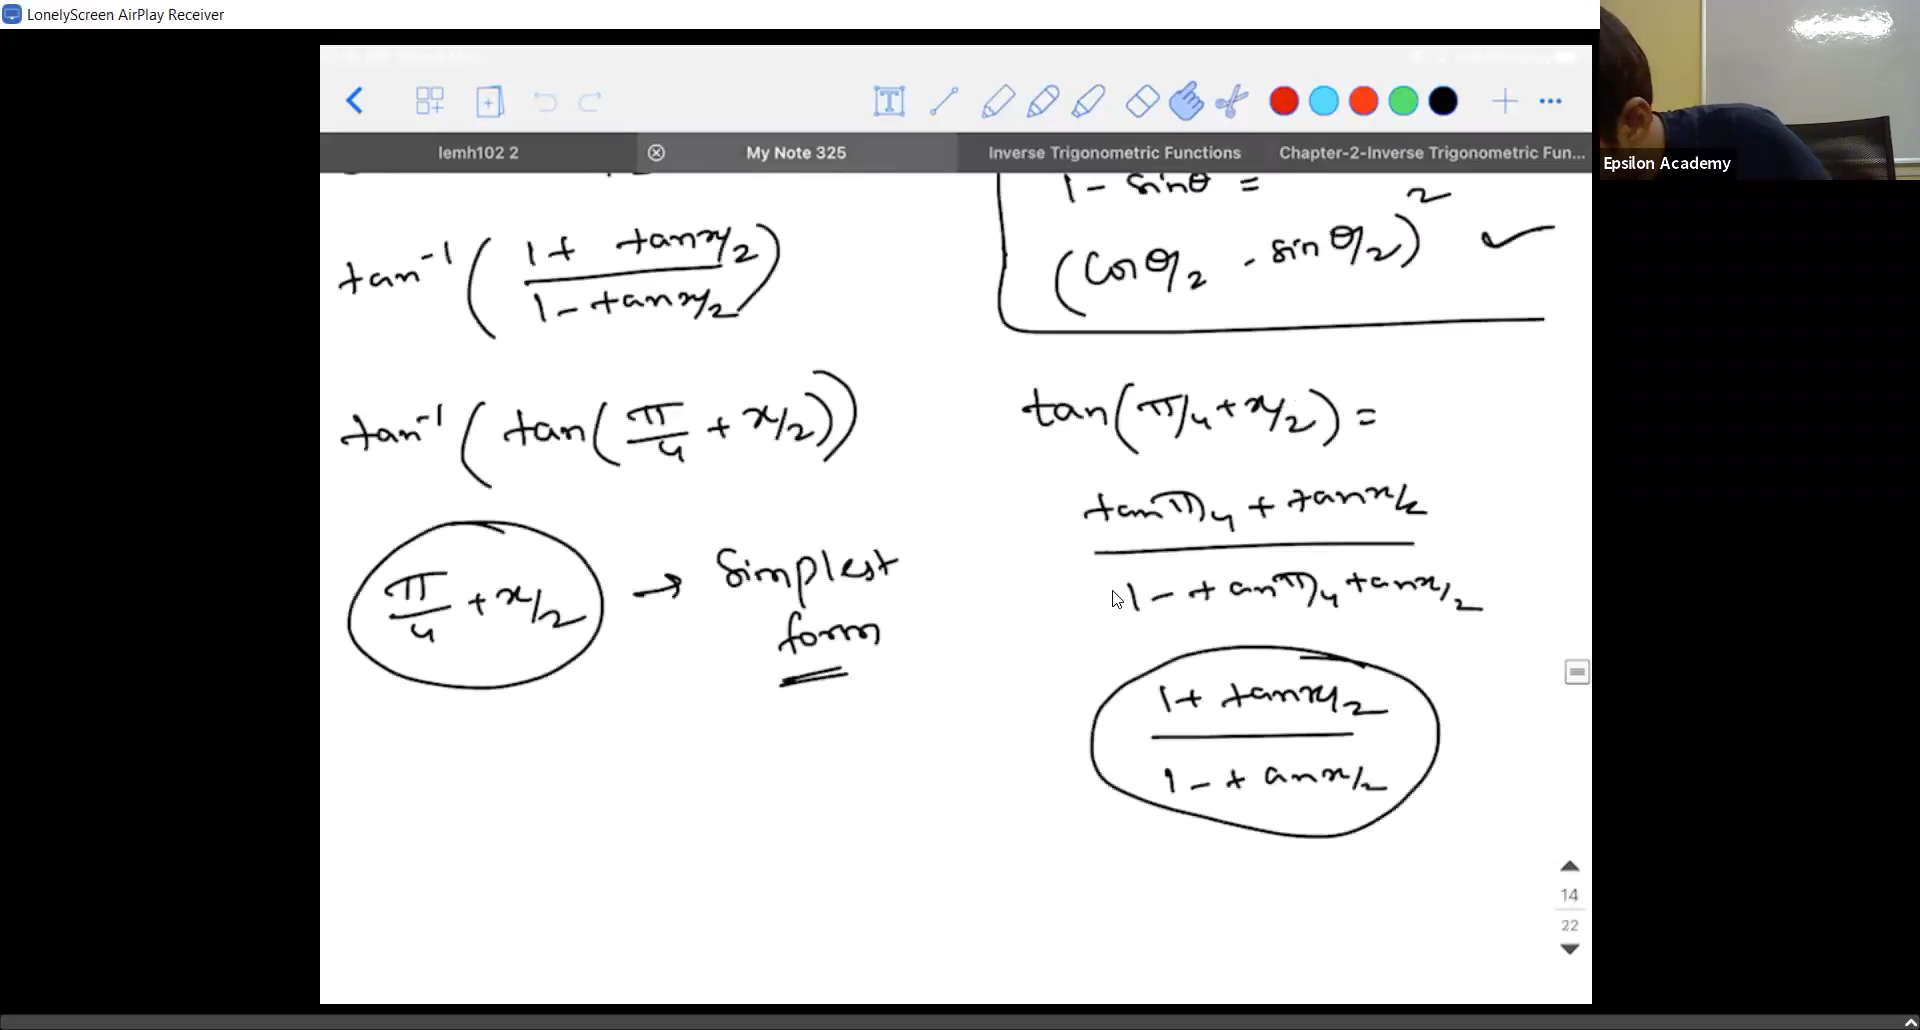 LonelyScreen AirPlay Receiver
Iemh102 2
My Note 325
Inverse Trigonometric Functions
Chapter-2-Inverse Trigonometric Fun...
Epsilon Academy
tan⁻¹ ( (1 + tan x/2) / (1 - tan x/2) )
tan⁻¹ ( tan ( π/4 + x/2 ) )
π/4 + x/2 → Simplest
form
1 - sinθ =
(cos θ/2 - sin θ/2)² ✓
tan(π/4 + x/2) =
tan π/4 + tan x/2
1 - tan π/4 tan x/2
1 + tan x/2
1 - tan x/2
14
22